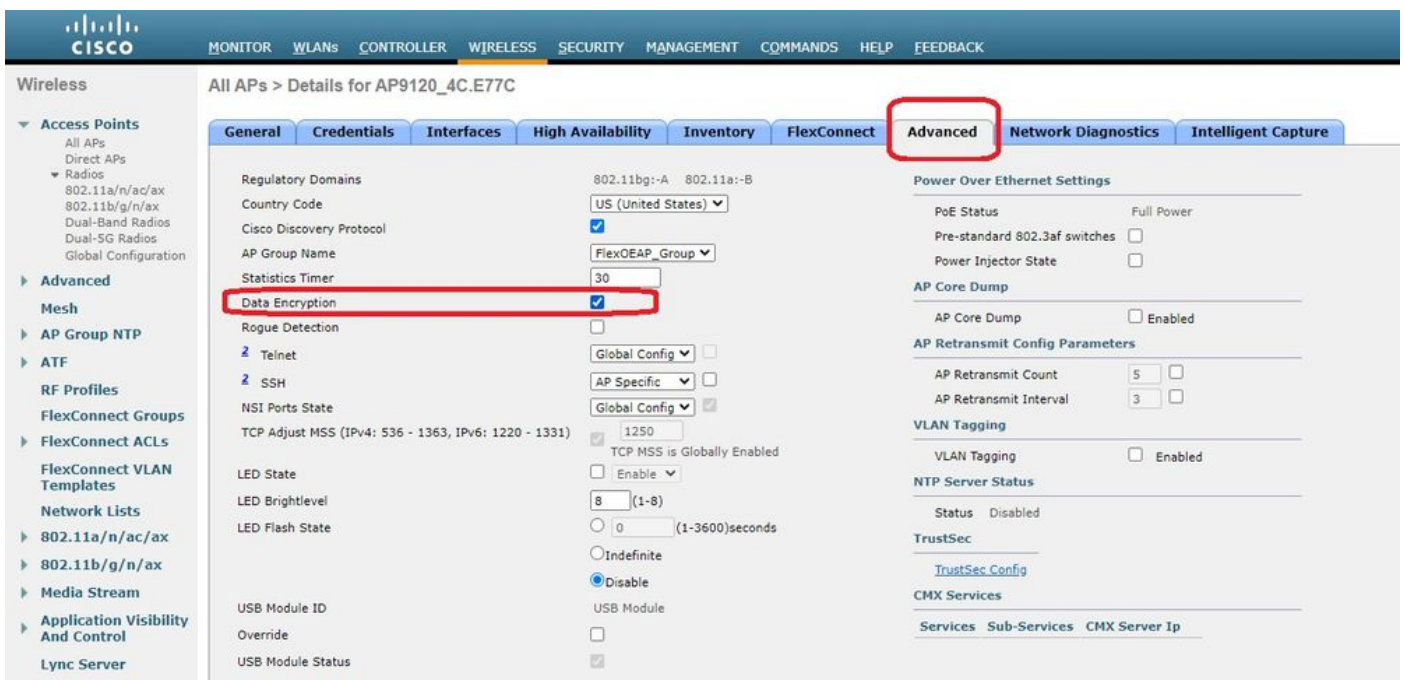 CISCO
MONITOR WLANs CONTROLLER WIRELESS SECURITY MANAGEMENT COMMANDS HELP FEEDBACK
Wireless
Access Points
All APs
Direct APs
Radios
802.11a/n/ac/ax
802.11b/g/n/ax
Dual-Band Radios
Dual-5G Radios
Global Configuration
Advanced
Mesh
AP Group NTP
ATF
RF Profiles
FlexConnect Groups
FlexConnect ACLs
FlexConnect VLAN
Templates
Network Lists
802.11a/n/ac/ax
802.11b/g/n/ax
Media Stream
Application Visibility
And Control
Lync Server
All APs > Details for AP9120_4C.E77C
General Credentials Interfaces High Availability Inventory FlexConnect Advanced Network Diagnostics Intelligent Capture
Regulatory Domains 802.11bg:-A 802.11a:-B
Country Code US (United States)
Cisco Discovery Protocol
AP Group Name FlexOEAP_Group
Statistics Timer 30
Data Encryption
Rogue Detection
2 Telnet Global Config
2 SSH AP Specific
NSI Ports State Global Config
TCP Adjust MSS (IPv4: 536 - 1363, IPv6: 1220 - 1331) 1250
TCP MSS is Globally Enabled
LED State Enable
LED Brightlevel 8 (1-8)
LED Flash State 0 (1-3600)seconds
Indefinite
Disable
USB Module ID USB Module
Override
USB Module Status
Power Over Ethernet Settings
PoE Status Full Power
Pre-standard 802.3af switches
Power Injector State
AP Core Dump
AP Core Dump Enabled
AP Retransmit Config Parameters
AP Retransmit Count 5
AP Retransmit Interval 3
VLAN Tagging
VLAN Tagging Enabled
NTP Server Status
Status Disabled
TrustSec
TrustSec Config
CMX Services
Services Sub-Services CMX Server Ip